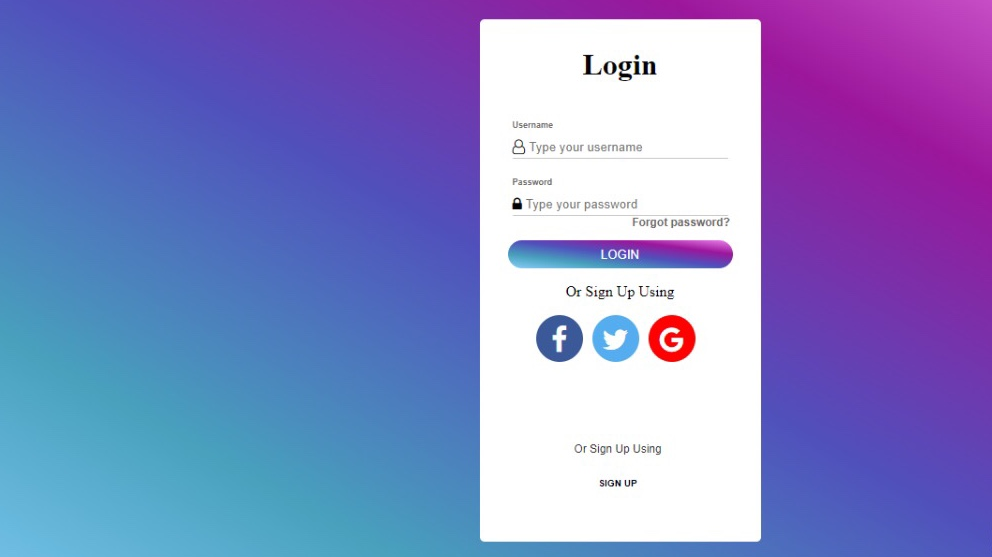 Login
Username
Type your username
Password
Type your password
Forgot password?
LOGIN
Or Sign Up Using
Or Sign Up Using
SIGN UP